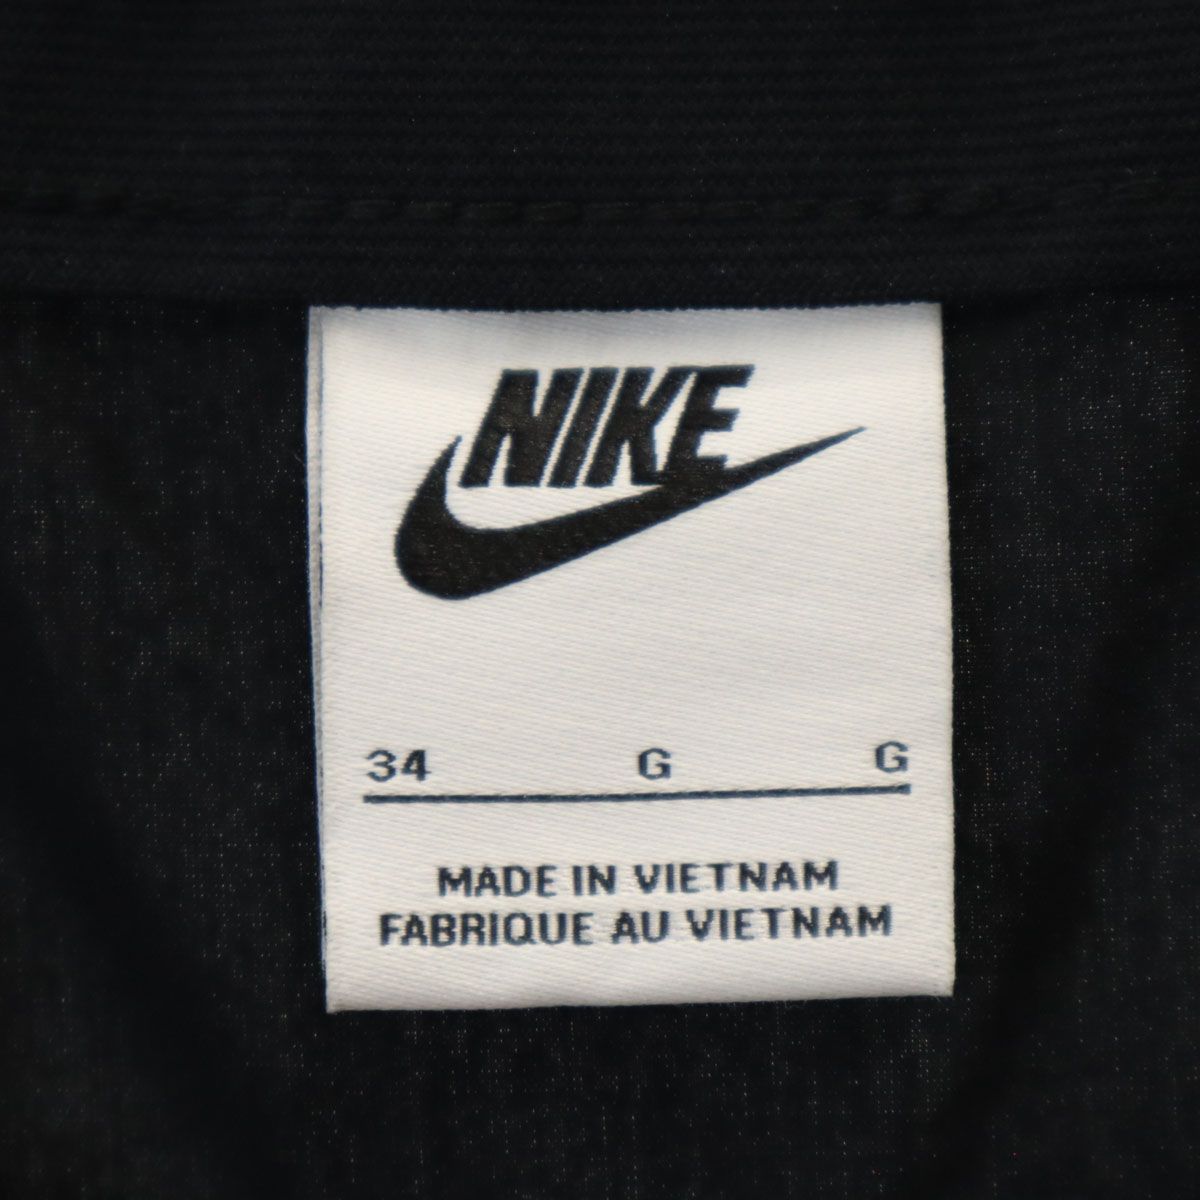 NIKE
34 G G
MADE IN VIETNAM
FABRIQUE AU VIETNAM